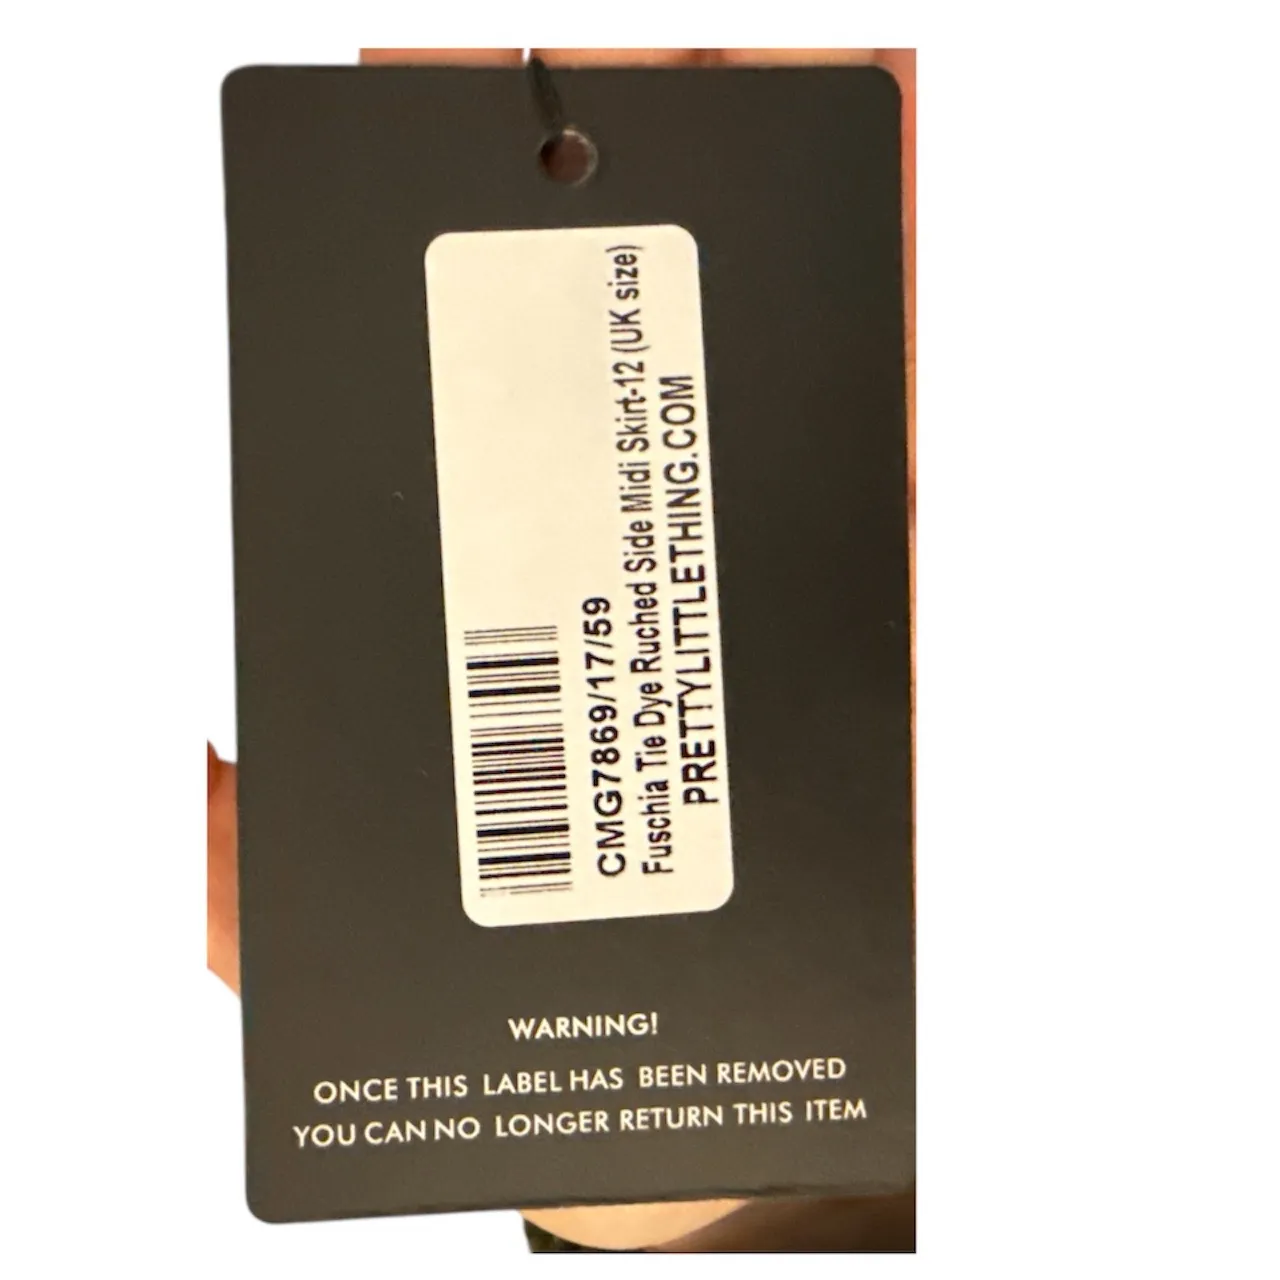 CMG7869/17/59
Fuschia Tie Dye Ruched Side Midi Skirt-12 (UK size)
PRETTYLITTLETHING.COM
WARNING!
ONCE THIS LABEL HAS BEEN REMOVED
YOU CAN NO LONGER RETURN THIS ITEM